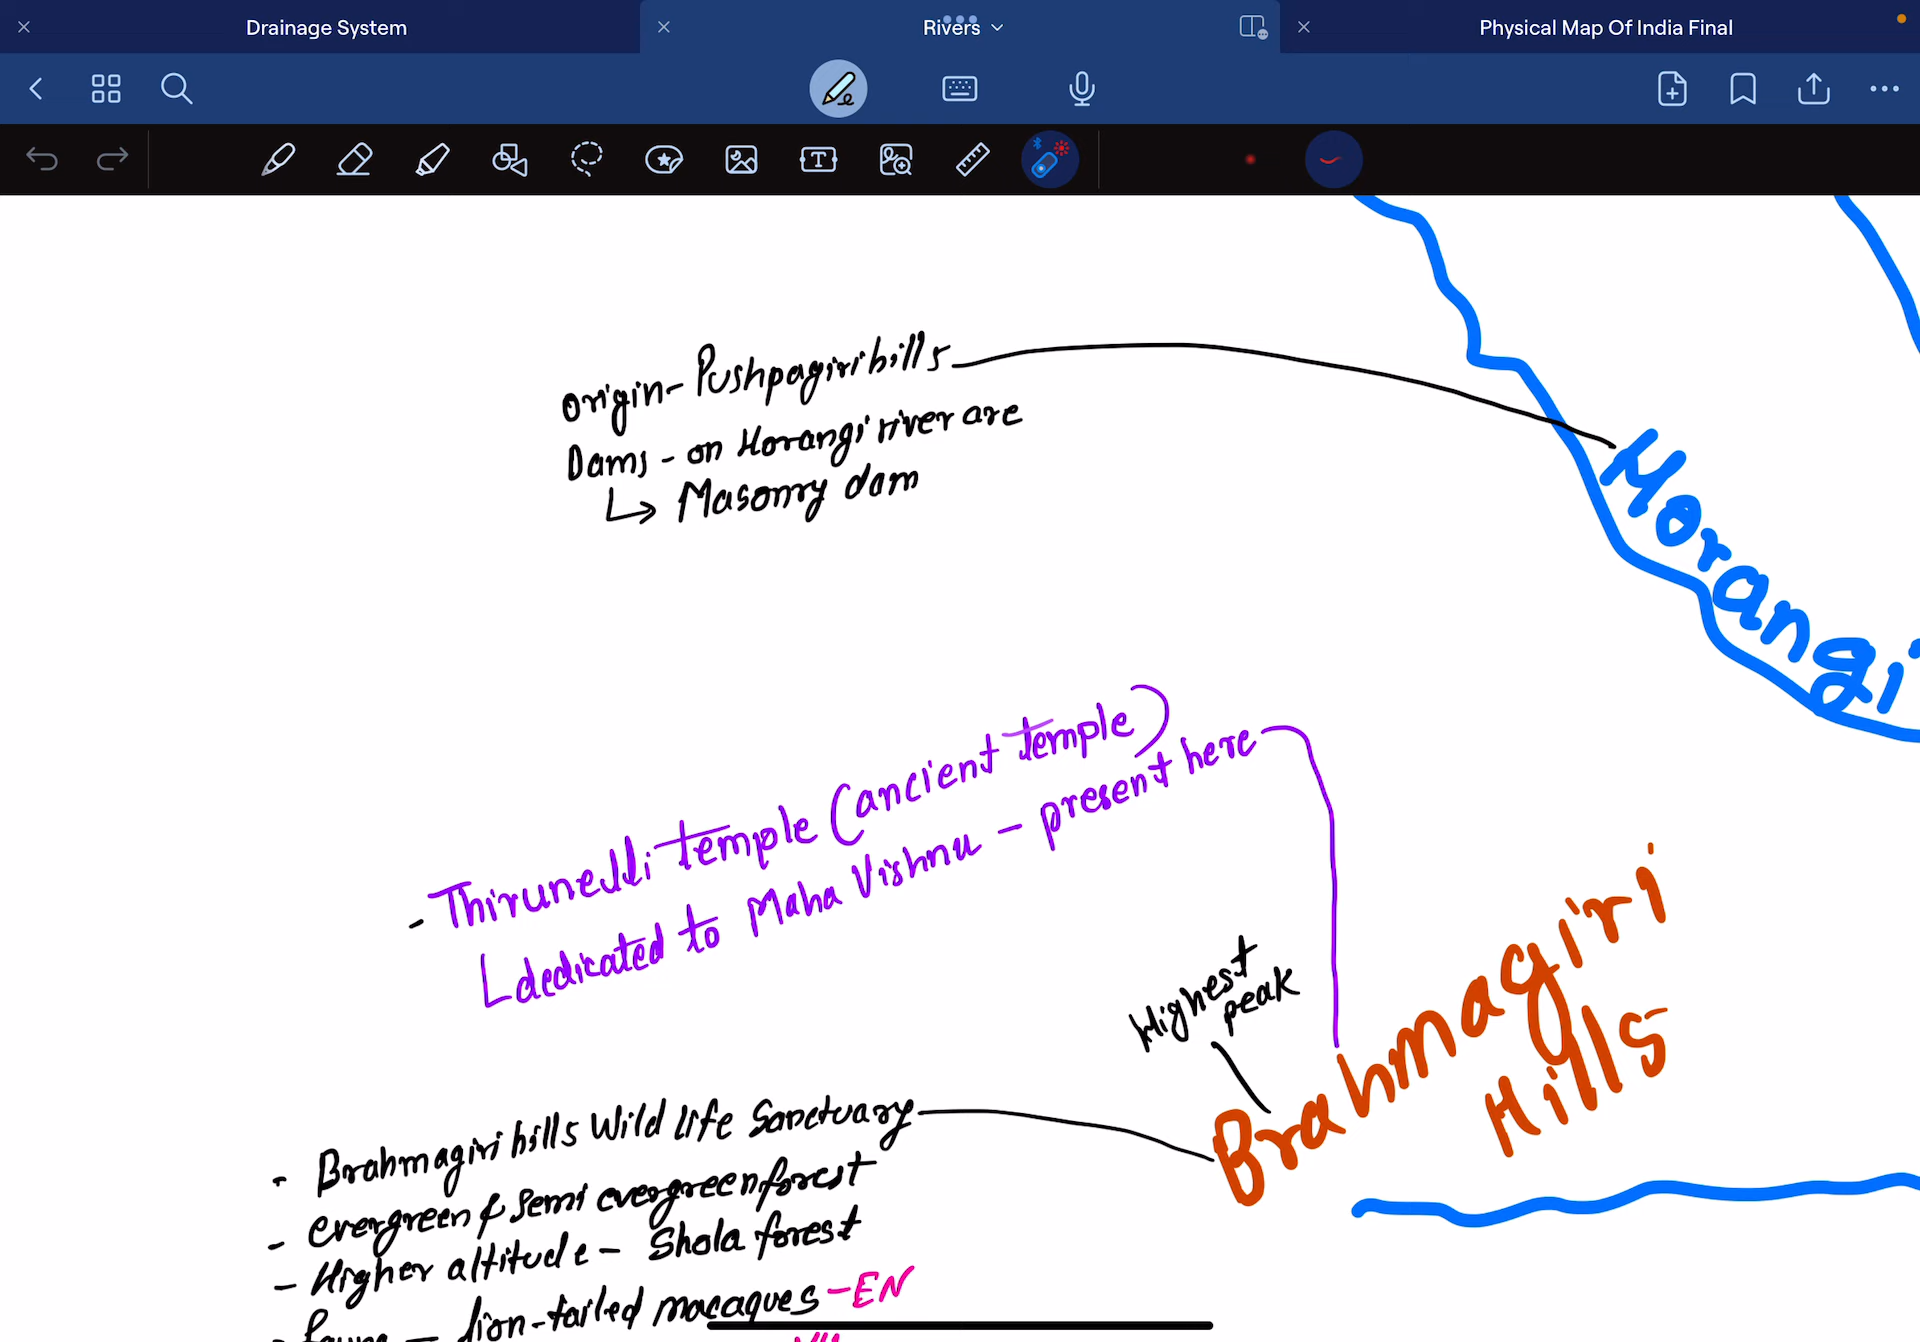 Drainage System
Rivers
Physical Map Of India Final
Origin - Pushpagiri hills
Dams - on Horangi river are
Masonry dam
Horangi
- Thirunelli temple (ancient temple)
dedicated to Maha Vishnu - present here
Highest
peak
Brahmagiri
Hills
- Brahmagiri hills Wild life Sanctuary
- evergreen & semi evergreen forest
- Higher altitude - Shola forest
- fauna - lion-tailed macaques - EN